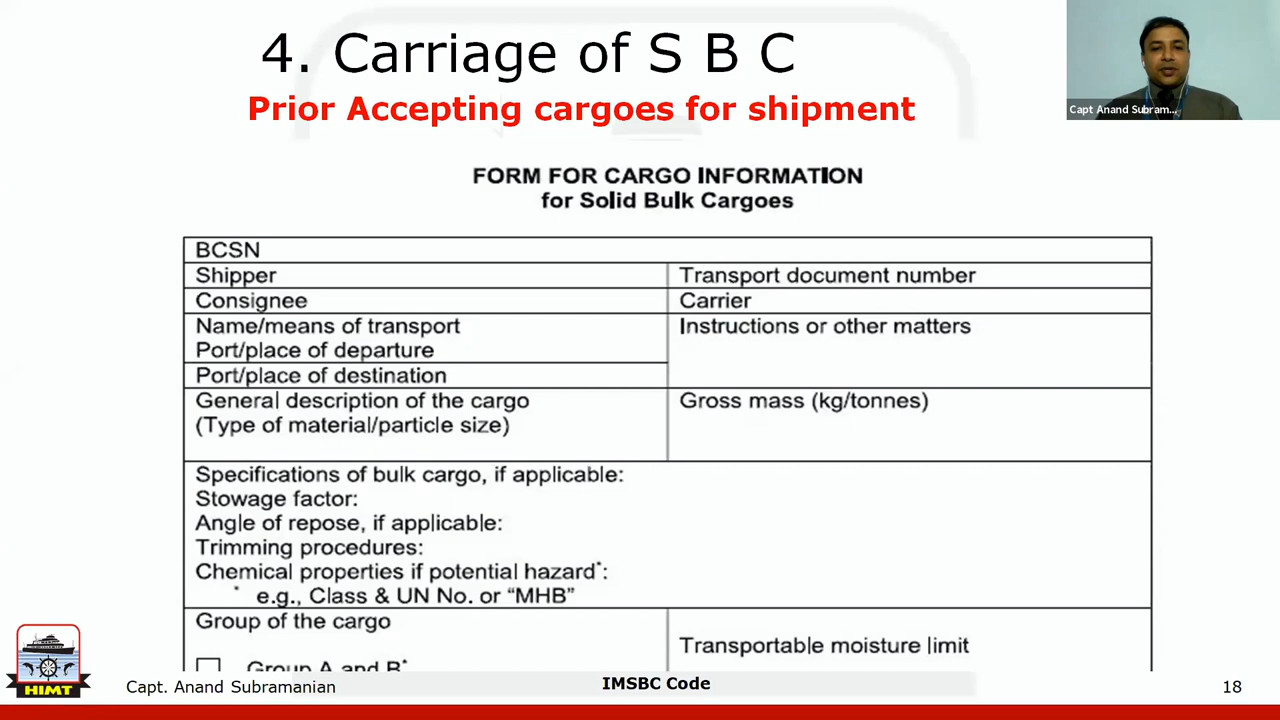 4. Carriage of S B C
Prior Accepting cargoes for shipment
Capt Anand Subram...
FORM FOR CARGO INFORMATION
for Solid Bulk Cargoes
BCSN
Shipper
Transport document number
Consignee
Carrier
Name/means of transport
Port/place of departure
Instructions or other matters
Port/place of destination
General description of the cargo
(Type of material/particle size)
Gross mass (kg/tonnes)
Specifications of bulk cargo, if applicable:
Stowage factor:
Angle of repose, if applicable:
Trimming procedures:
Chemical properties if potential hazard*:
* e.g., Class & UN No. or “MHB”
Group of the cargo
Group A and B*
Transportable moisture limit
HIMT
Capt. Anand Subramanian
IMSBC Code
18